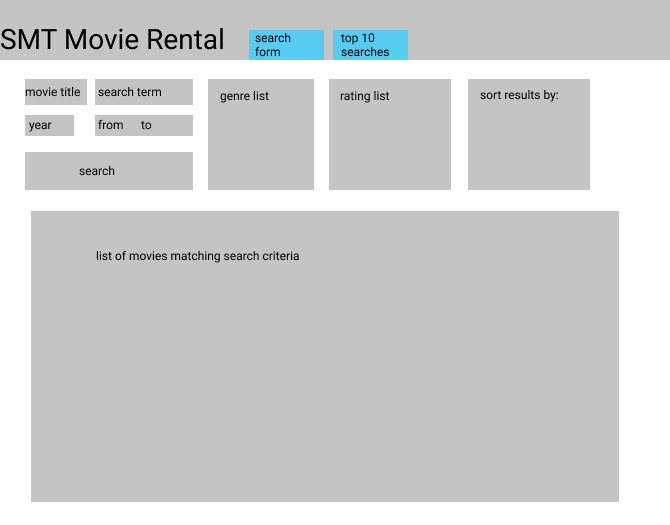 SMT Movie Rental
search
form
top 10
searches
movie title
search term
year
from to
search
genre list
rating list
sort results by:
list of movies matching search criteria